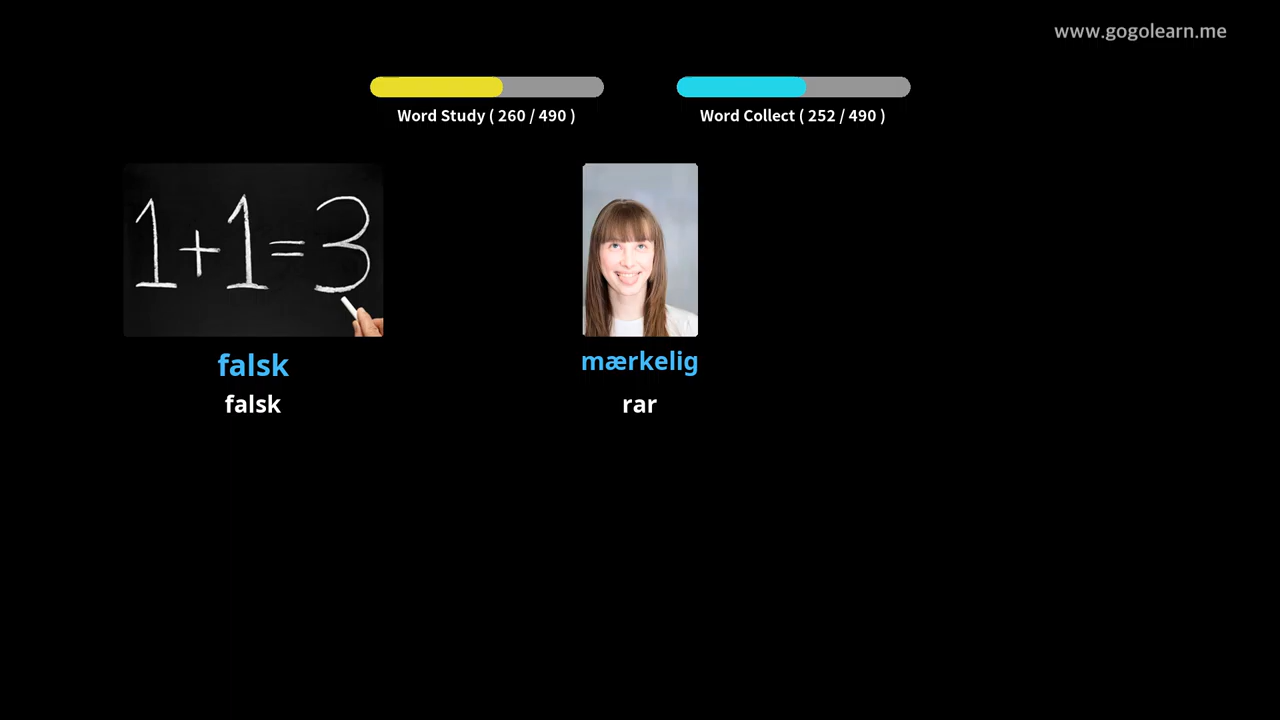 www.gogolearn.me
Word Study ( 260 / 490 )
Word Collect ( 252 / 490 )
1+1=3
falsk
falsk
mærkelig
rar